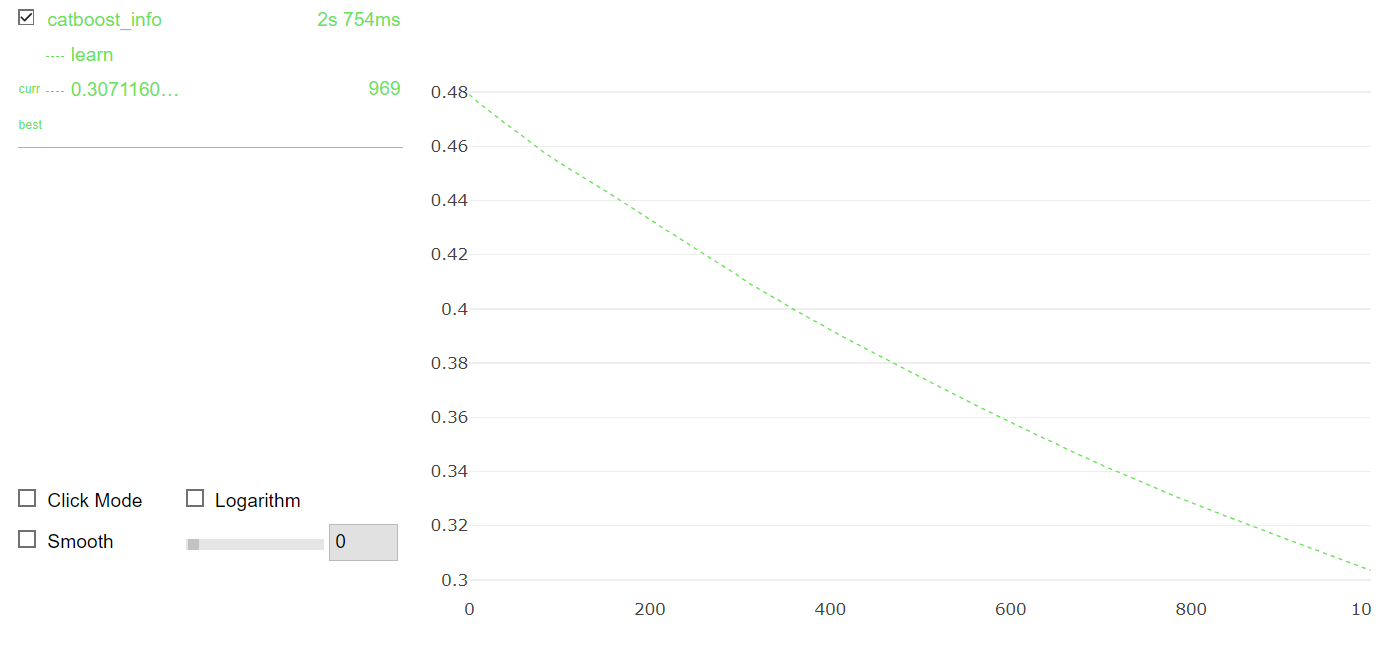 catboost_info 2s 754ms
---- learn
curr ---- 0.3071160… 969
best
Click Mode Logarithm
Smooth 0
0.48
0.46
0.44
0.42
0.4
0.38
0.36
0.34
0.32
0.3
0 200 400 600 800 10